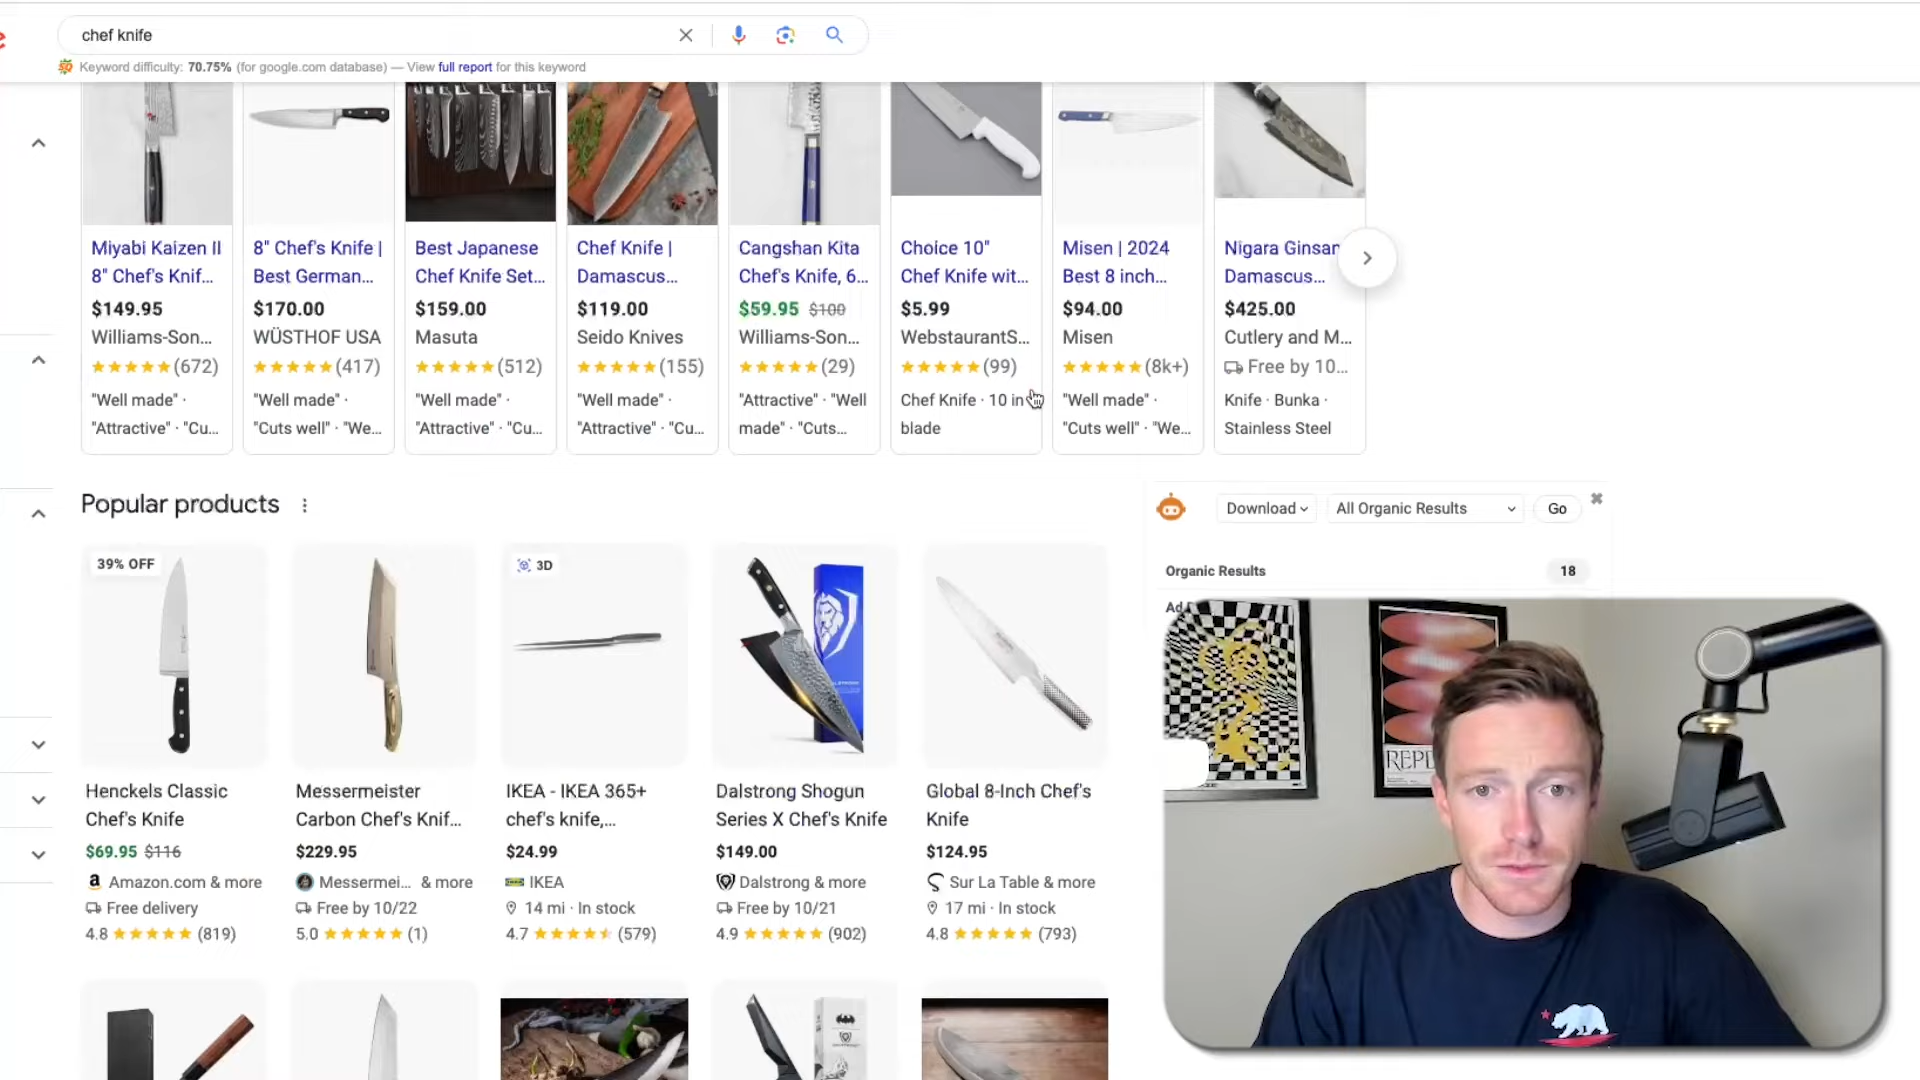 chef knife
Keyword difficulty: 70.75% (for google.com database) — View full report for this keyword
Miyabi Kaizen II
8" Chef's Knif...
$149.95
Williams-Son...
(672)
"Well made" ·
"Attractive" · "Cu...
8" Chef's Knife |
Best German...
$170.00
WÜSTHOF USA
(417)
"Well made" ·
"Cuts well" · "We...
Best Japanese
Chef Knife Set...
$159.00
Masuta
(512)
"Well made" ·
"Attractive" · "Cu...
Chef Knife |
Damascus...
$119.00
Seido Knives
(155)
"Well made" ·
"Attractive" · "Cu...
Cangshan Kita
Chef's Knife, 6...
$59.95 $100
Williams-Son...
(29)
"Attractive" · "Well
made" · "Cuts...
Choice 10"
Chef Knife wit...
$5.99
WebstaurantS...
(99)
Chef Knife · 10 in
blade
Misen | 2024
Best 8 inch...
$94.00
Misen
(8k+)
"Well made" ·
"Cuts well" · "We...
Nigara Ginsan
Damascus...
$425.00
Cutlery and M...
Free by 10...
Knife · Bunka ·
Stainless Steel
Popular products
Download
All Organic Results
Go
Organic Results
18
Ad
39% OFF
Henckels Classic
Chef's Knife
$69.95 $116
Amazon.com & more
Free delivery
4.8 (819)
Messermeister
Carbon Chef's Knif...
$229.95
Messermei... & more
Free by 10/22
5.0 (1)
3D
IKEA - IKEA 365+
chef's knife,...
$24.99
IKEA
14 mi · In stock
4.7 (579)
Dalstrong Shogun
Series X Chef's Knife
$149.00
Dalstrong & more
Free by 10/21
4.9 (902)
Global 8-Inch Chef's
Knife
$124.95
Sur La Table & more
17 mi · In stock
4.8 (793)